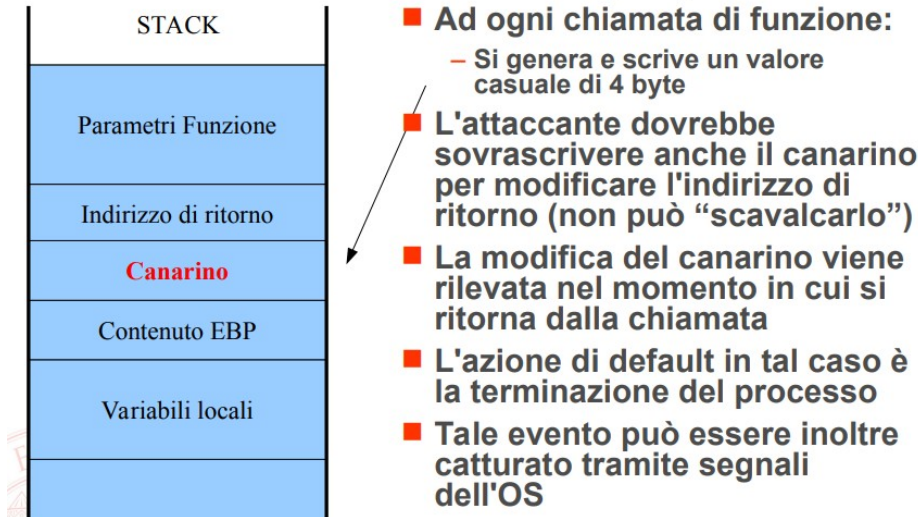 STACK
Parametri Funzione
Indirizzo di ritorno
Canarino
Contenuto EBP
Variabili locali
Ad ogni chiamata di funzione:
– Si genera e scrive un valore
casuale di 4 byte
L'attaccante dovrebbe
sovrascrivere anche il canarino
per modificare l'indirizzo di
ritorno (non può “scavalcarlo”)
La modifica del canarino viene
rilevata nel momento in cui si
ritorna dalla chiamata
L'azione di default in tal caso è
la terminazione del processo
Tale evento può essere inoltre
catturato tramite segnali
dell'OS